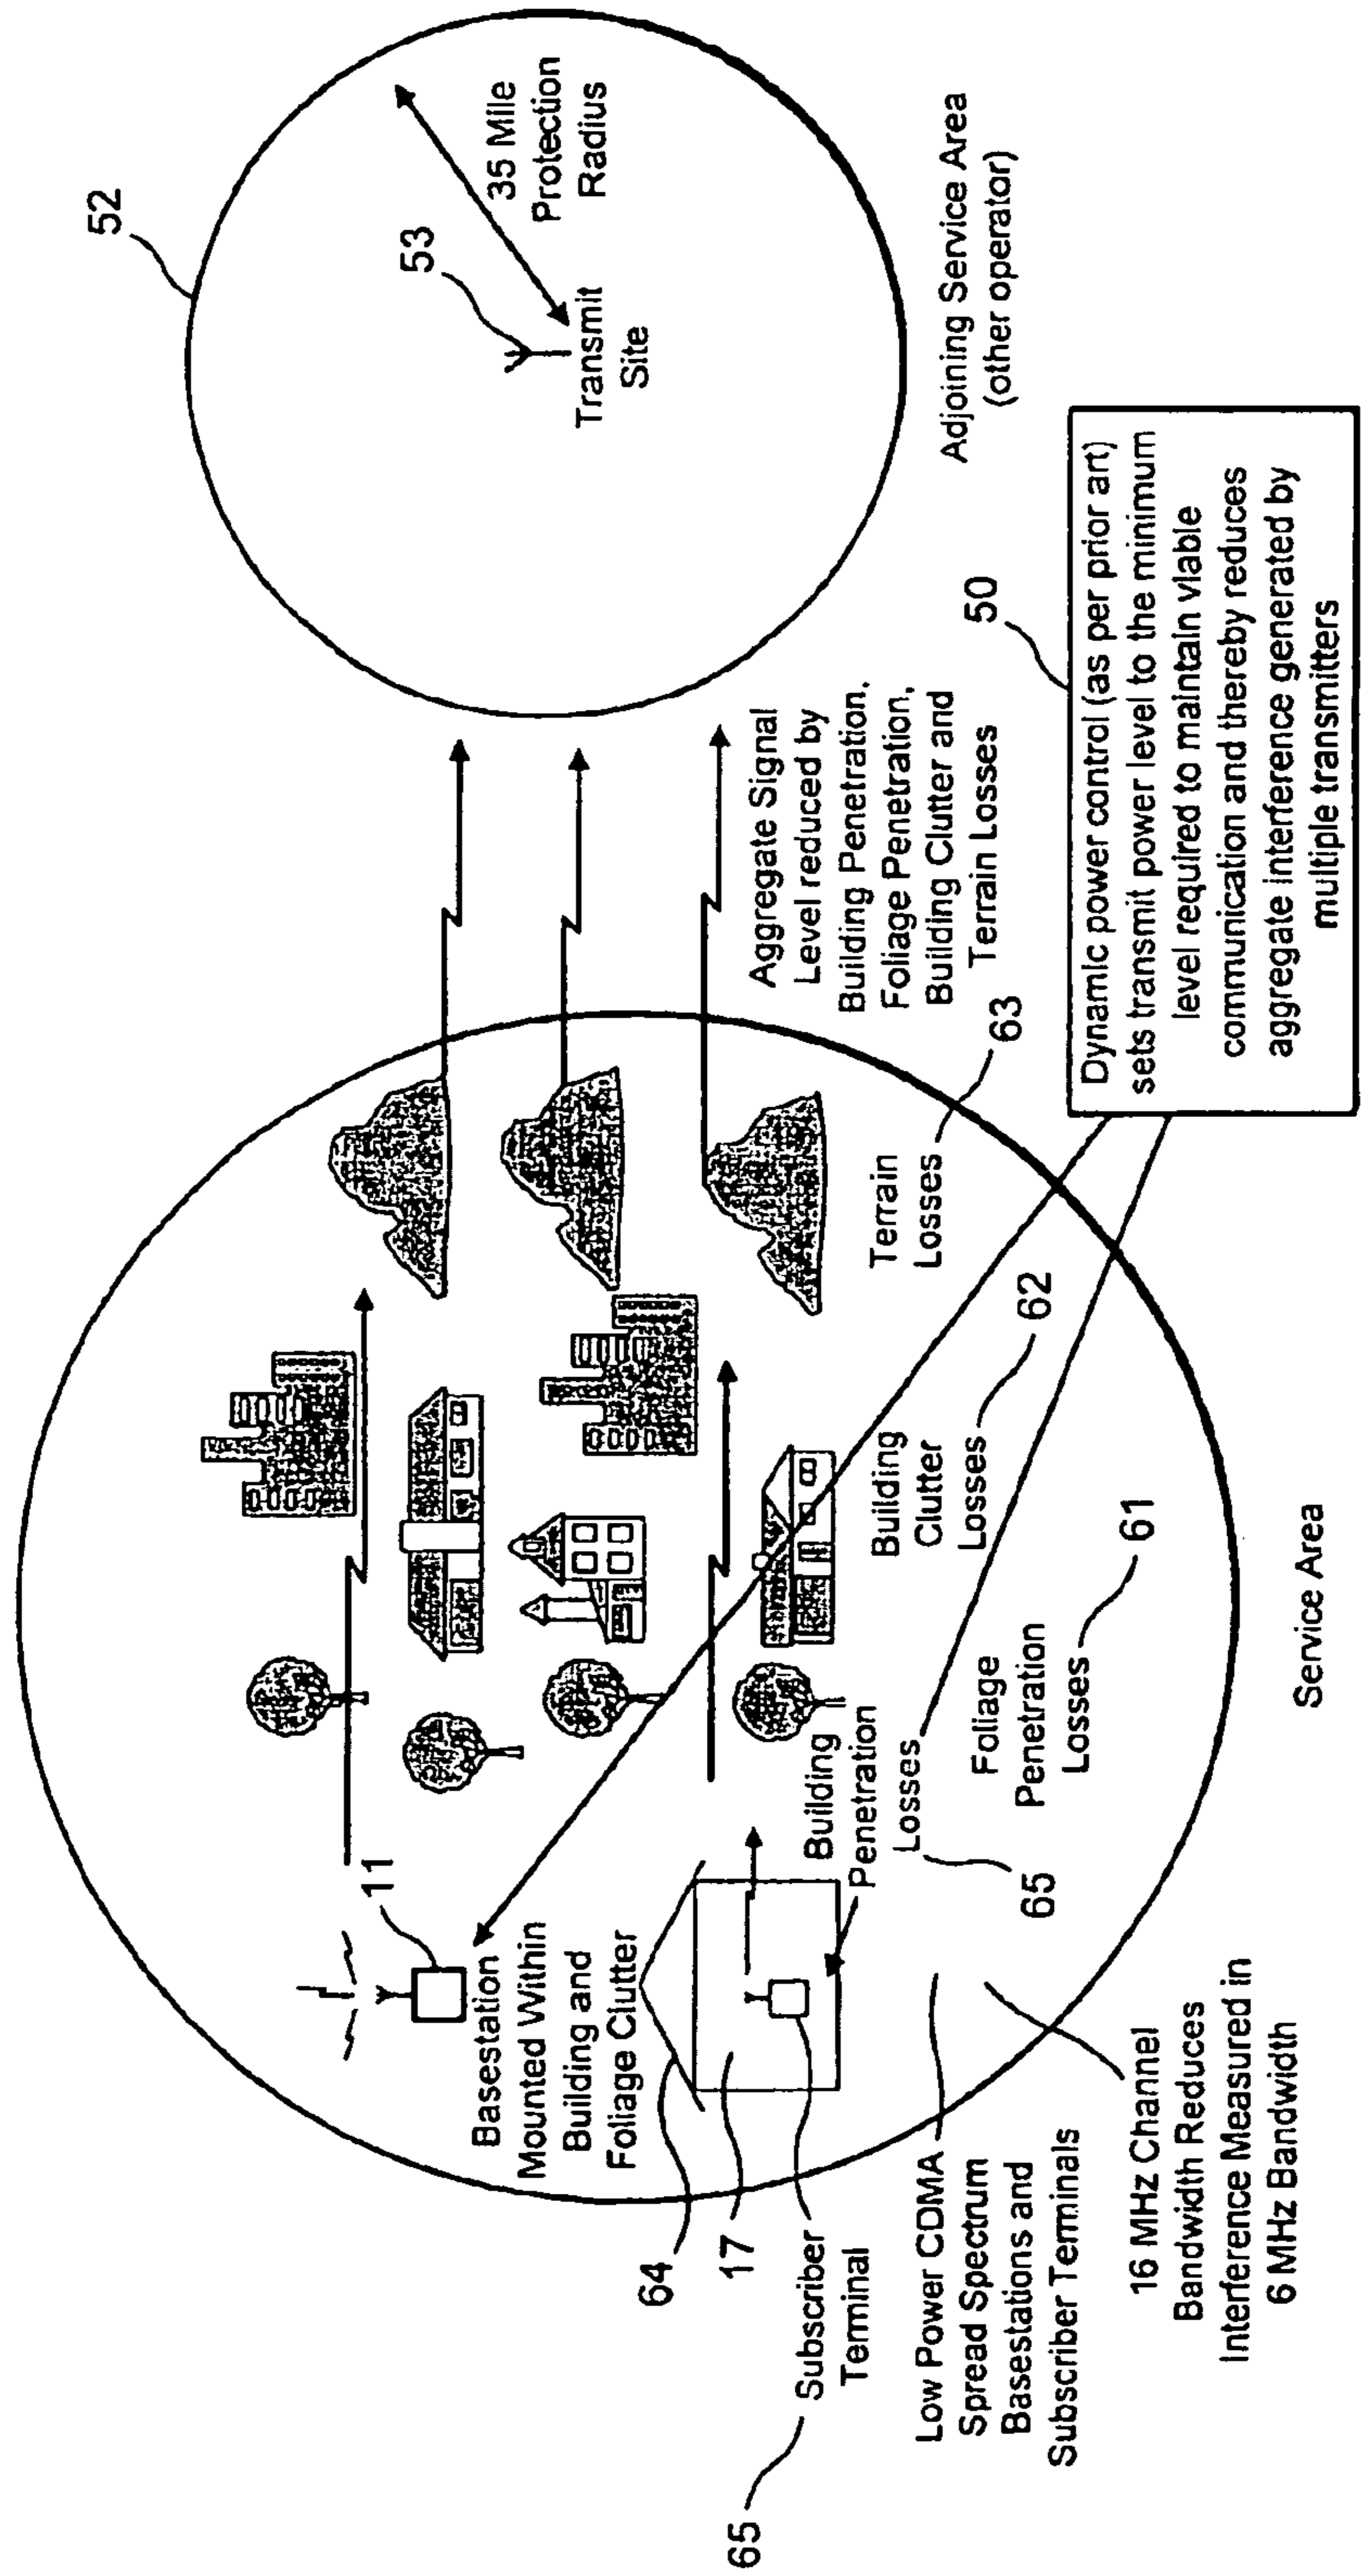 52
53
35 Mile
Protection
Radius
Transmit
Site
Adjoining Service Area
(other operator)
Aggregate Signal
Level reduced by
Building Penetration,
Foliage Penetration,
Building Clutter and
Terrain Losses
50
Dynamic power control (as per prior art)
sets transmit power level to the minimum
level required to maintain viable
communication and thereby reduces
aggregate interference generated by
multiple transmitters
11
Basestation
Mounted Within
Building and
Foliage Clutter
64
17
65
Subscriber
Terminal
Building
Penetration
Losses
65
Foliage
Penetration
Losses
61
Building
Clutter
Losses
62
Terrain
Losses
63
Low Power CDMA
Spread Spectrum
Basestations and
Subscriber Terminals
16 MHz Channel
Bandwidth Reduces
Interference Measured in
6 MHz Bandwidth
Service Area